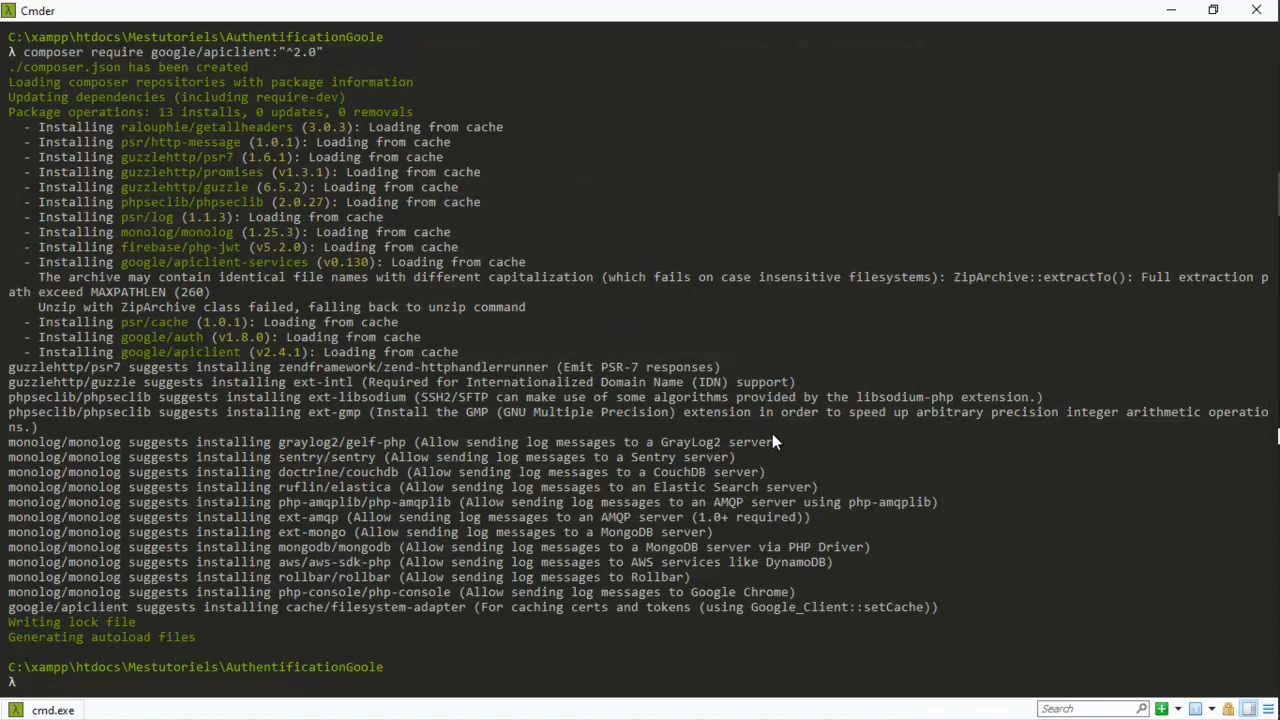 Cmder
C:\xampp\htdocs\Mestutoriels\AuthentificationGoole
λ composer require google/apiclient:"^2.0"
./composer.json has been created
Loading composer repositories with package information
Updating dependencies (including require-dev)
Package operations: 13 installs, 0 updates, 0 removals
- Installing ralouphie/getallheaders (3.0.3): Loading from cache
- Installing psr/http-message (1.0.1): Loading from cache
- Installing guzzlehttp/psr7 (1.6.1): Loading from cache
- Installing guzzlehttp/promises (v1.3.1): Loading from cache
- Installing guzzlehttp/guzzle (6.5.2): Loading from cache
- Installing phpseclib/phpseclib (2.0.27): Loading from cache
- Installing psr/log (1.1.3): Loading from cache
- Installing monolog/monolog (1.25.3): Loading from cache
- Installing firebase/php-jwt (v5.2.0): Loading from cache
- Installing google/apiclient-services (v0.130): Loading from cache
The archive may contain identical file names with different capitalization (which fails on case insensitive filesystems): ZipArchive::extractTo(): Full extraction p
ath exceed MAXPATHLEN (260)
Unzip with ZipArchive class failed, falling back to unzip command
- Installing psr/cache (1.0.1): Loading from cache
- Installing google/auth (v1.8.0): Loading from cache
- Installing google/apiclient (v2.4.1): Loading from cache
guzzlehttp/psr7 suggests installing zendframework/zend-httphandlerrunner (Emit PSR-7 responses)
guzzlehttp/guzzle suggests installing ext-intl (Required for Internationalized Domain Name (IDN) support)
phpseclib/phpseclib suggests installing ext-libsodium (SSH2/SFTP can make use of some algorithms provided by the libsodium-php extension.)
phpseclib/phpseclib suggests installing ext-gmp (Install the GMP (GNU Multiple Precision) extension in order to speed up arbitrary precision integer arithmetic operatio
ns.)
monolog/monolog suggests installing graylog2/gelf-php (Allow sending log messages to a GrayLog2 server)
monolog/monolog suggests installing sentry/sentry (Allow sending log messages to a Sentry server)
monolog/monolog suggests installing doctrine/couchdb (Allow sending log messages to a CouchDB server)
monolog/monolog suggests installing ruflin/elastica (Allow sending log messages to an Elastic Search server)
monolog/monolog suggests installing php-amqplib/php-amqplib (Allow sending log messages to an AMQP server using php-amqplib)
monolog/monolog suggests installing ext-amqp (Allow sending log messages to an AMQP server (1.0+ required))
monolog/monolog suggests installing ext-mongo (Allow sending log messages to a MongoDB server)
monolog/monolog suggests installing mongodb/mongodb (Allow sending log messages to a MongoDB server via PHP Driver)
monolog/monolog suggests installing aws/aws-sdk-php (Allow sending log messages to AWS services like DynamoDB)
monolog/monolog suggests installing rollbar/rollbar (Allow sending log messages to Rollbar)
monolog/monolog suggests installing php-console/php-console (Allow sending log messages to Google Chrome)
google/apiclient suggests installing cache/filesystem-adapter (For caching certs and tokens (using Google_Client::setCache))
Writing lock file
Generating autoload files
C:\xampp\htdocs\Mestutoriels\AuthentificationGoole
λ
cmd.exe
Search